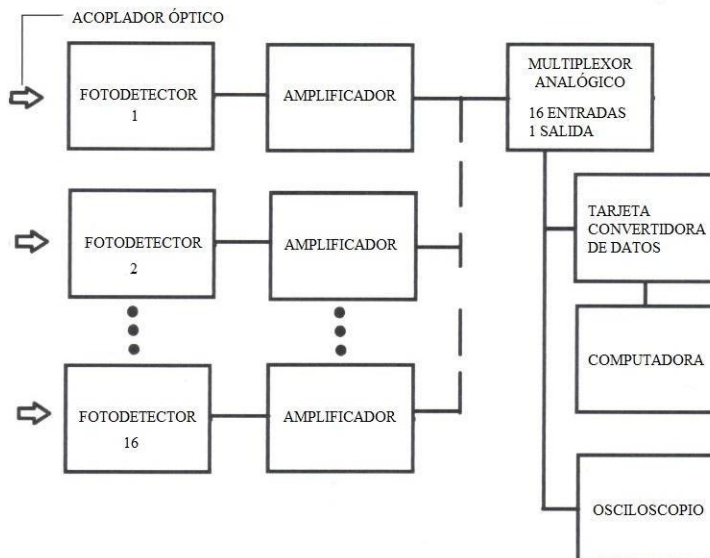 ACOPLADOR ÓPTICO
FOTODETECTOR
1
AMPLIFICADOR
MULTIPLEXOR
ANALÓGICO
16 ENTRADAS
1 SALIDA
FOTODETECTOR
2
AMPLIFICADOR
TARJETA
CONVERTIDORA
DE DATOS
COMPUTADORA
FOTODETECTOR
16
AMPLIFICADOR
OSCILOSCOPIO